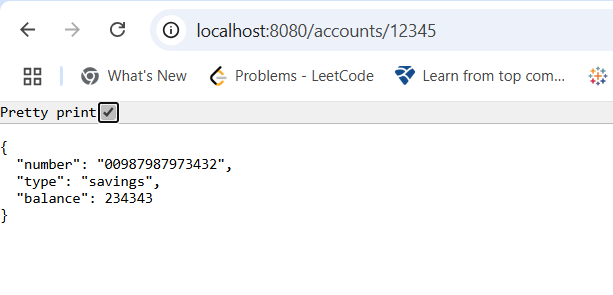 localhost:8080/accounts/12345
What's New Problems - LeetCode Learn from top com...
Pretty print
{
"number": "00987987973432",
"type": "savings",
"balance": 234343
}